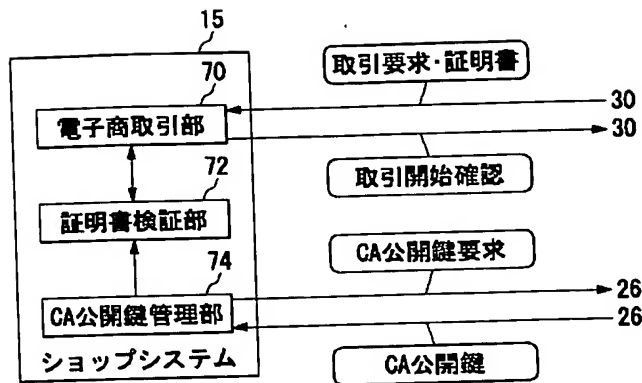 15
取引要求・証明書
70
30
電子商取引部
30
72
取引開始確認
証明書検証部
CA公開鍵要求
74
26
CA公開鍵管理部
26
ショップシステム
CA公開鍵